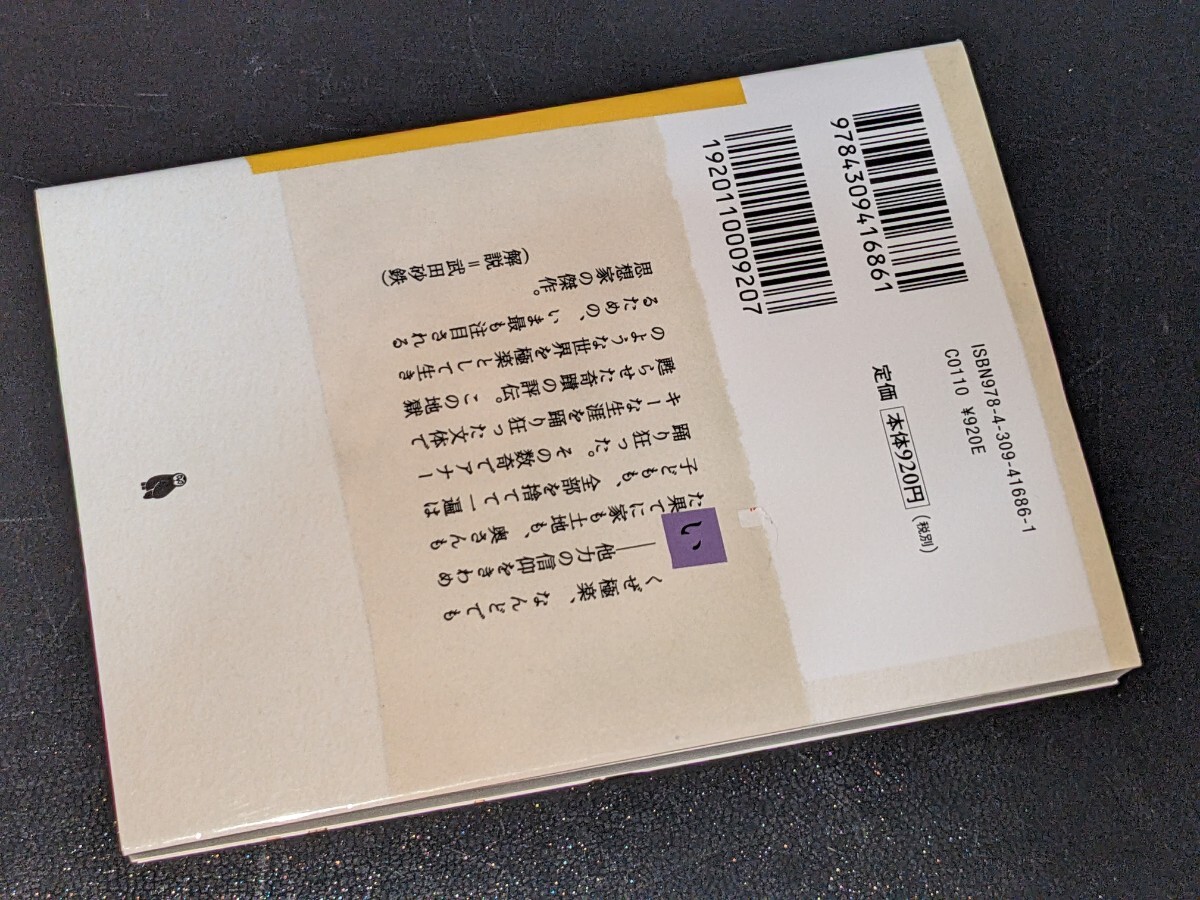 9784309416861
1920110009207
ISBN978-4-309-41686-1
C0110 ¥920E
定価 本体920円(税別)
いくぜ極楽、なんどでも
――他力の信仰をきわめ
た果てに家も土地も、奥さんも
子どもも、全部を捨てて一遍は
踊り狂った。その数奇でアナー
キーな生涯を踊り狂った文体で
甦らせた奇蹟の評伝。この地獄
のような世界を極楽として生き
るための、いま最も注目される
思想家の傑作。
(解説=武田砂鉄)